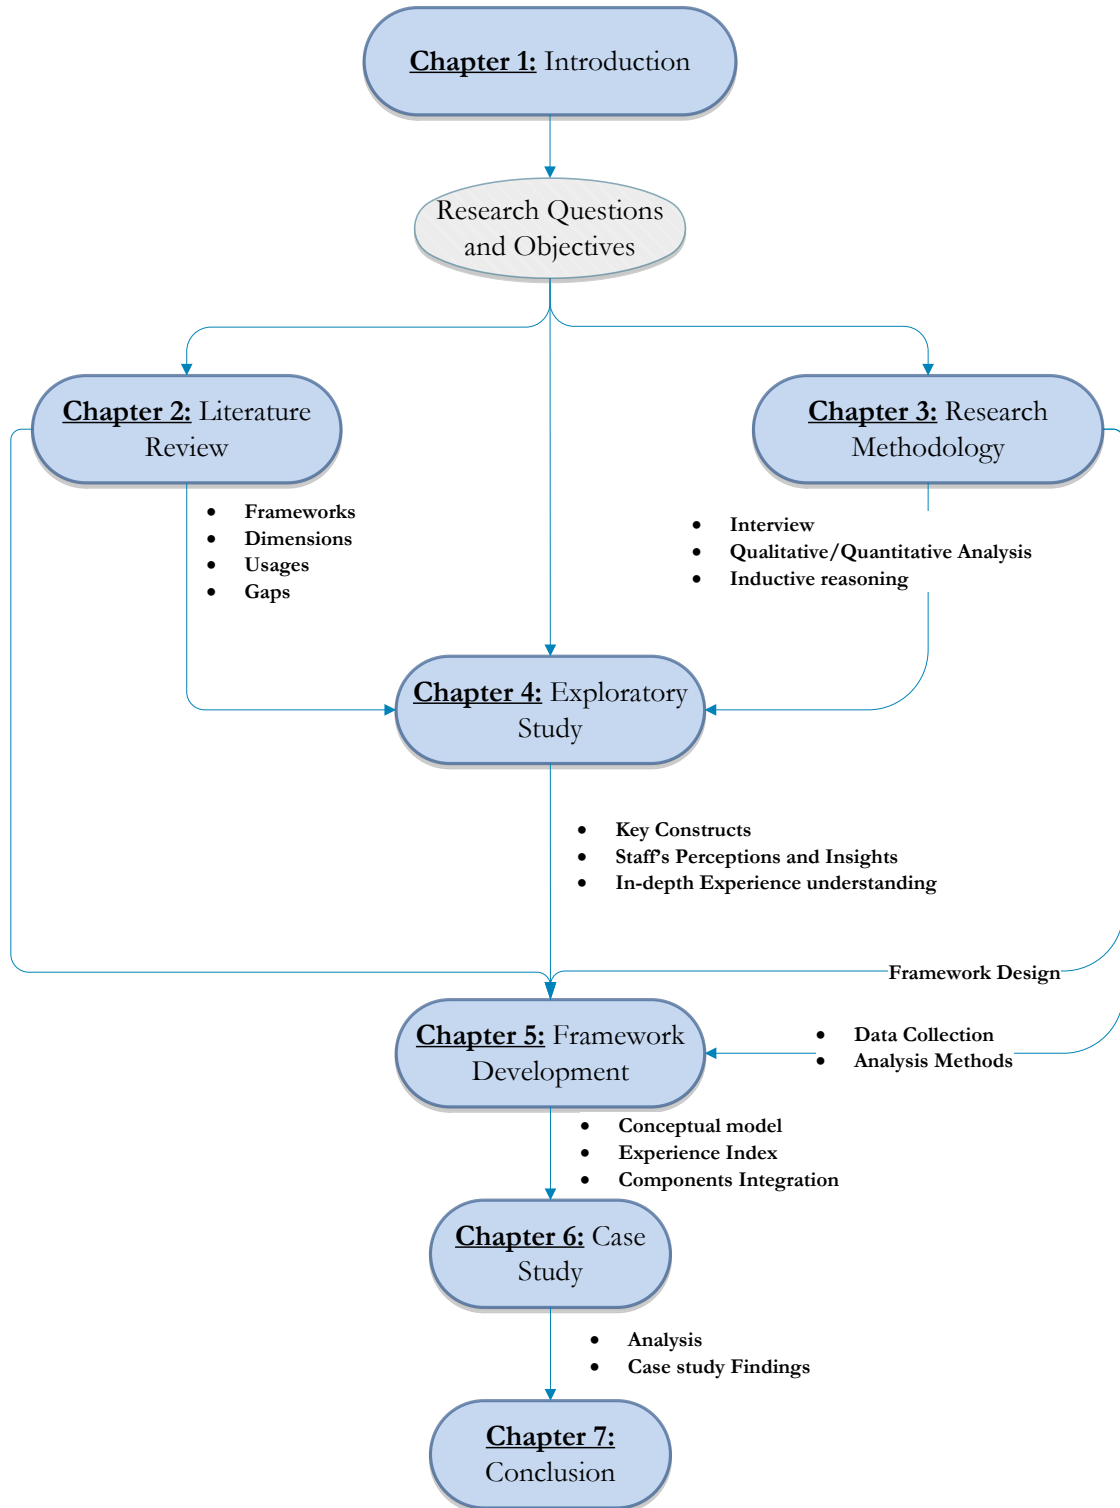 Chapter 1: Introduction
Research Questions
and Objectives
Chapter 2: Literature
Review
Chapter 3: Research
Methodology
• Frameworks
• Dimensions
• Usages
• Gaps
• Interview
• Qualitative/Quantitative Analysis
• Inductive reasoning
Chapter 4: Exploratory
Study
• Key Constructs
• Staff's Perceptions and Insights
• In-depth Experience understanding
Framework Design
Chapter 5: Framework
Development
• Data Collection
• Analysis Methods
• Conceptual model
• Experience Index
• Components Integration
Chapter 6: Case
Study
• Analysis
• Case study Findings
Chapter 7:
Conclusion